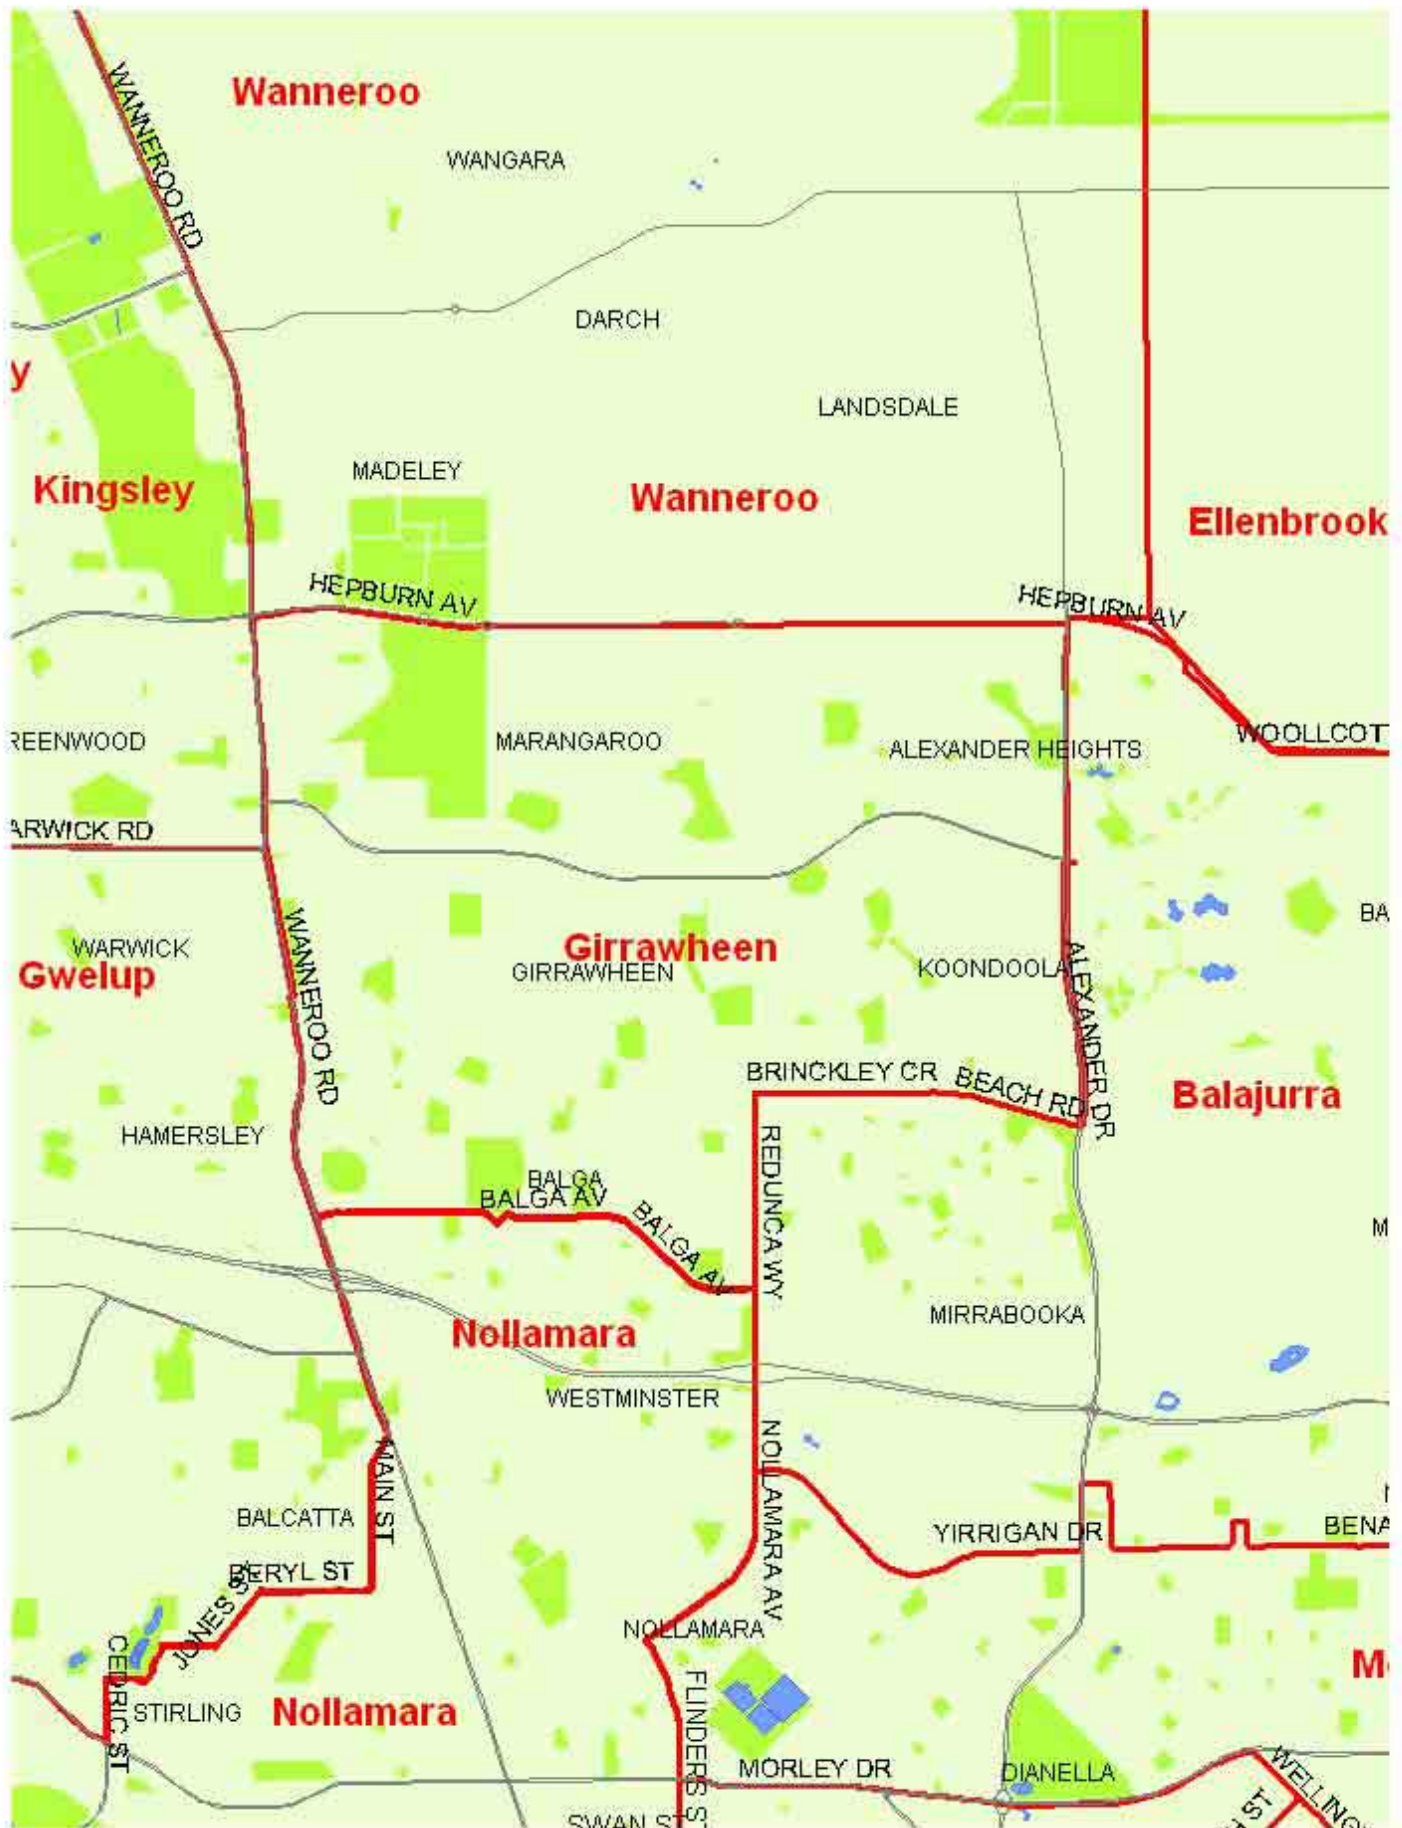 WANNEROO RD
Wanneroo
WANGARA
DARCH
y
LANDSDALE
Kingsley
MADELEY
Wanneroo
Ellenbrook
HEPBURN AV
HEPBURN AV
REENWOOD
MARANGAROO
ALEXANDER HEIGHTS
WOOLLCOT
ARWICK RD
BA
WANNEROO RD
WARWICK
Gwelup
Girrawheen
GIRRAWHEEN
KOONDOOLA
ALEXANDER DR
BRINCKLEY CR
BEACH RD
Balajurra
HAMERSLEY
REDUNCA WY
BALGA
BALGA AV
BALGA AV
M
MIRRABOOKA
Nollamara
WESTMINSTER
NOLLAMARA AV
MAIN ST
BALCATTA
YIRRIGAN DR
BENA
BERYL ST
JONES ST
NOLLAMARA
CEDRIC ST
STIRLING
Nollamara
FLINDERS ST
M
MORLEY DR
DIANELLA
WELLING
H ST
SWAN ST